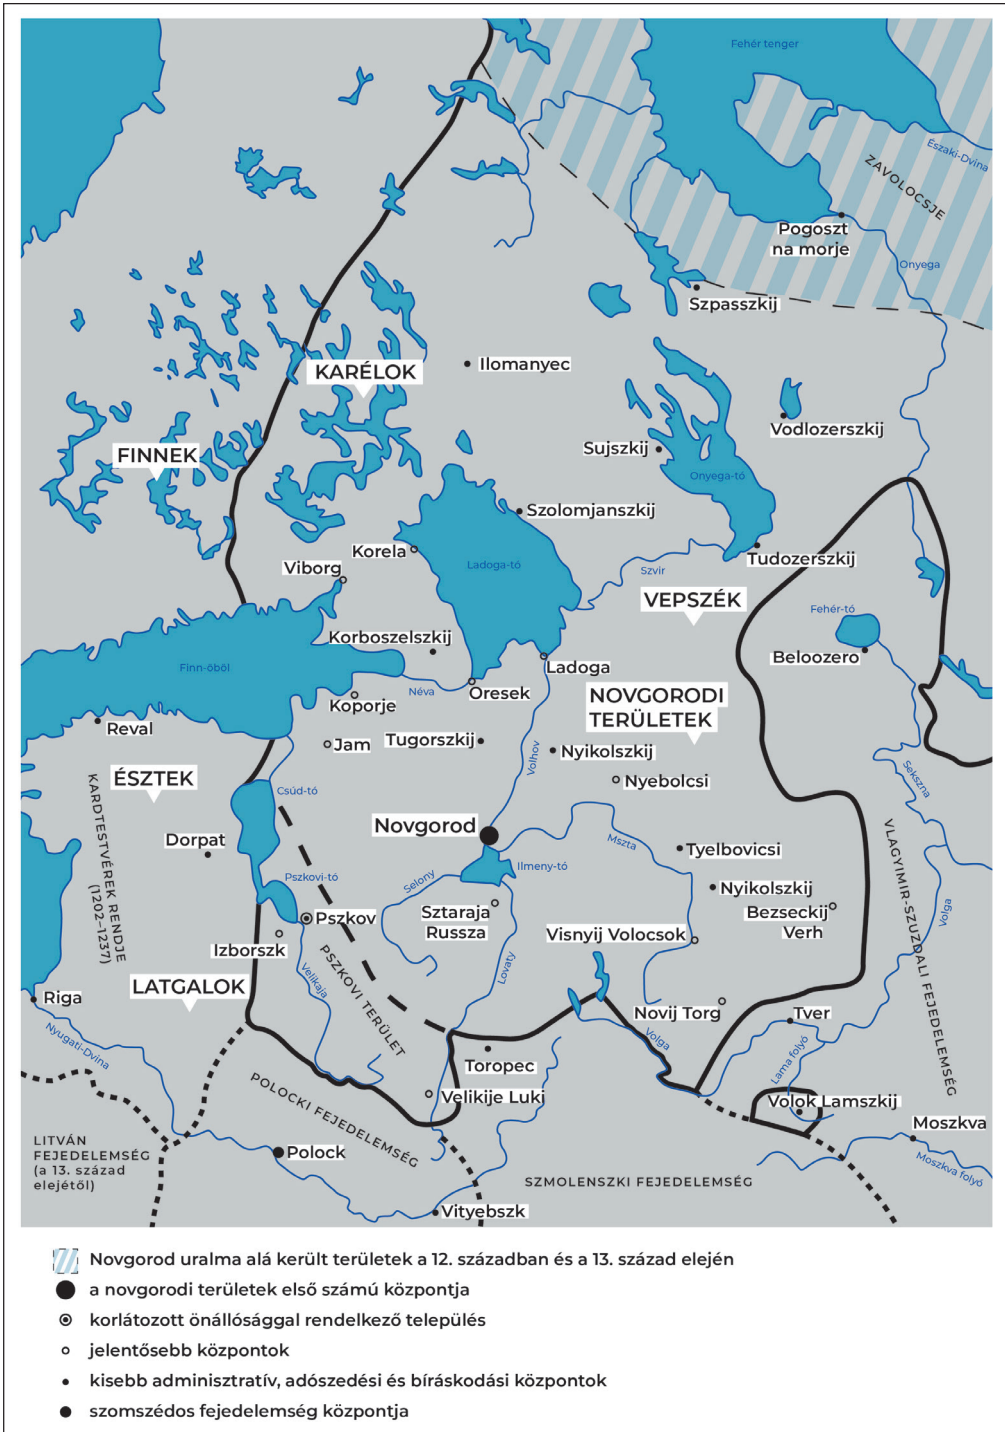 Fehér tenger
Északi-Dvina
ZAVOLOCSJE
Pogoszt
na morje
Onyega
Szpasszkij
Ilomanyec
KARÉLOK
Vodlozerszkij
FINNEK
Sujszkij
Onyega-tó
Szolomjanszkij
Korela
Viborg
Ladoga-tó
Tudozerszkij
Szvir
VEPSZÉK
Fehér-tó
Korboszelszkij
Beloozero
Finn-öböl
Ladoga
Néva
Oresek
Koporje
NOVGORODI
TERÜLETEK
Reval
Jam
Tugorszkij
Volhov
Nyikolszkij
Szekszna
ÉSZTEK
Csúd-tó
Nyebolcsi
KARDTESTVÉREK RENDJE
(1202–1237)
VLAGYIMIR-SZUZDALI FEJEDELEMSÉG
Novgorod
Dorpat
Mszta
Tyelbovicsi
Ilmeny-tó
Pszkovi-tó
Selony
Nyikolszkij
Pszkov
Sztaraja
Russza
Bezseckij
Verh
Volga
Izborszk
Visnyij Volocsok
PSZKOVI TERÜLET
Velikaja
Lovaty
LATGALOK
Riga
Novij Torg
Tver
Nyugati-Dvina
Volga
Lama folyó
Toropec
POLOCKI FEJEDELEMSÉG
Velikije Luki
Volok Lamszkij
Moszkva
LITVÁN
FEJEDELEMSÉG
(a 13. század
elejétől)
Polock
Moszkva folyó
SZMOLENSZKI FEJEDELEMSÉG
Vityebszk
Novgorod uralma alá került területek a 12. században és a 13. század elején
a novgorodi területek első számú központja
korlátozott önállósággal rendelkező település
jelentősebb központok
kisebb adminisztratív, adószedési és bíráskodási központok
szomszédos fejedelemség központja